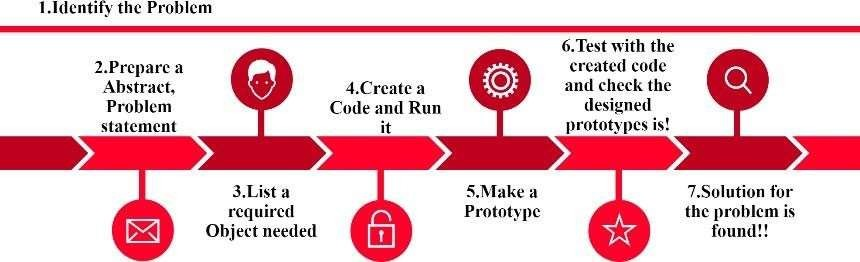 1.Identify the Problem
2.Prepare a
Abstract,
Problem
statement
3.List a
required
Object needed
4.Create a
Code and Run
it
5.Make a
Prototype
6.Test with the
created code
and check the
designed
prototypes is!
7.Solution for
the problem is
found!!